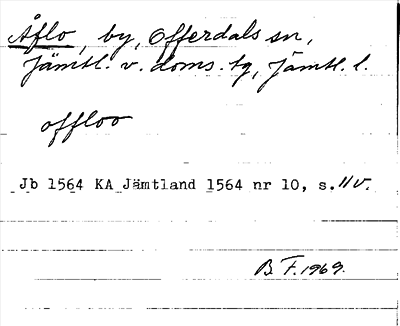 Åflo, by, Offerdals sn,
Jämtl. v. doms. tg, Jämtl. l.
offloo
Jb 1564 KA Jämtland 1564 nr 10, s. 11v.
B F. 1969.